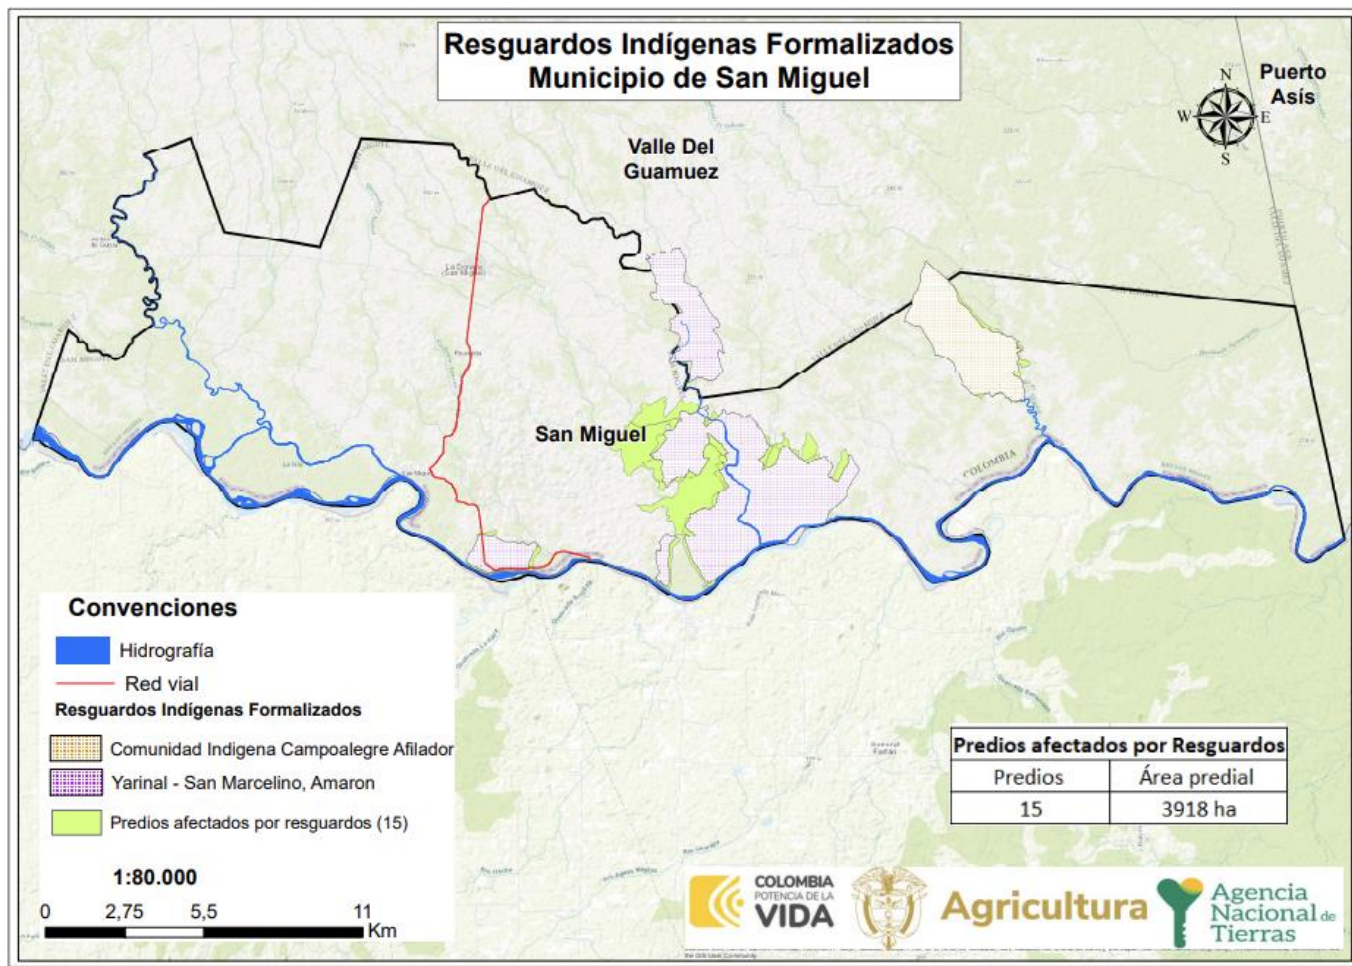 Resguardos Indígenas Formalizados
Municipio de San Miguel
N
W
E
S
Puerto
Asís
Valle Del
Guamuez
San Miguel
COLOMBIA
Convenciones
Hidrografía
Red vial
Resguardos Indígenas Formalizados
Comunidad Indigena Campoalegre Afilador
Yarinal - San Marcelino, Amaron
Predios afectados por resguardos (15)
1:80.000
0 2,75 5,5 11
Km
Predios afectados por Resguardos
Predios Área predial
15 3918 ha
COLOMBIA
POTENCIA DE LA
VIDA
Agricultura
Agencia
Nacional de
Tierras